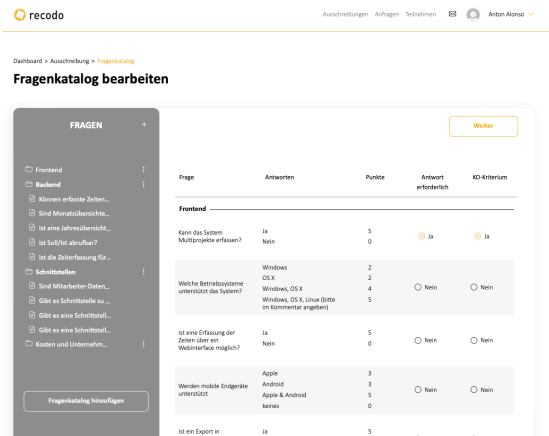 recodo
Ausschreibungen Anfragen Teilnahmen Anton Alonso
Dashboard > Ausschreibung > Fragenkatalog
Fragenkatalog bearbeiten
FRAGEN +
Frontend
Backend
Können erfasste Zeiten...
Sind Monatsübersichte...
Ist eine Jahresübersicht...
Ist Soll/Ist abrufbar?
Ist die Zeiterfassung für...
Schnittstellen
Sind Mitarbeiter-Daten...
Gibt es Schnittstelle zu ...
Gibt es eine Schnittstell...
Gibt es eine Schnittstell...
Kosten und Unternehm...
Fragenkatalog hinzufügen
Weiter
Frage Antworten Punkte Antwort erforderlich KO-Kriterium
Frontend
Kann das System
Multiprojekte erfassen?
Ja 5
Nein 0
Ja Ja
Welche Betriebssysteme
unterstützt das System?
Windows 2
OS X 2
Windows, OS X 4
Windows, OS X, Linux (bitte 5
im Kommentar angeben)
Nein Nein
Ist eine Erfassung der
Zeiten über ein
Webinterface möglich?
Ja 5
Nein 0
Nein Nein
Werden mobile Endgeräte
unterstützt
Apple 3
Android 3
Apple & Android 5
keines 0
Nein Nein
Ist ein Export in
Ja 5